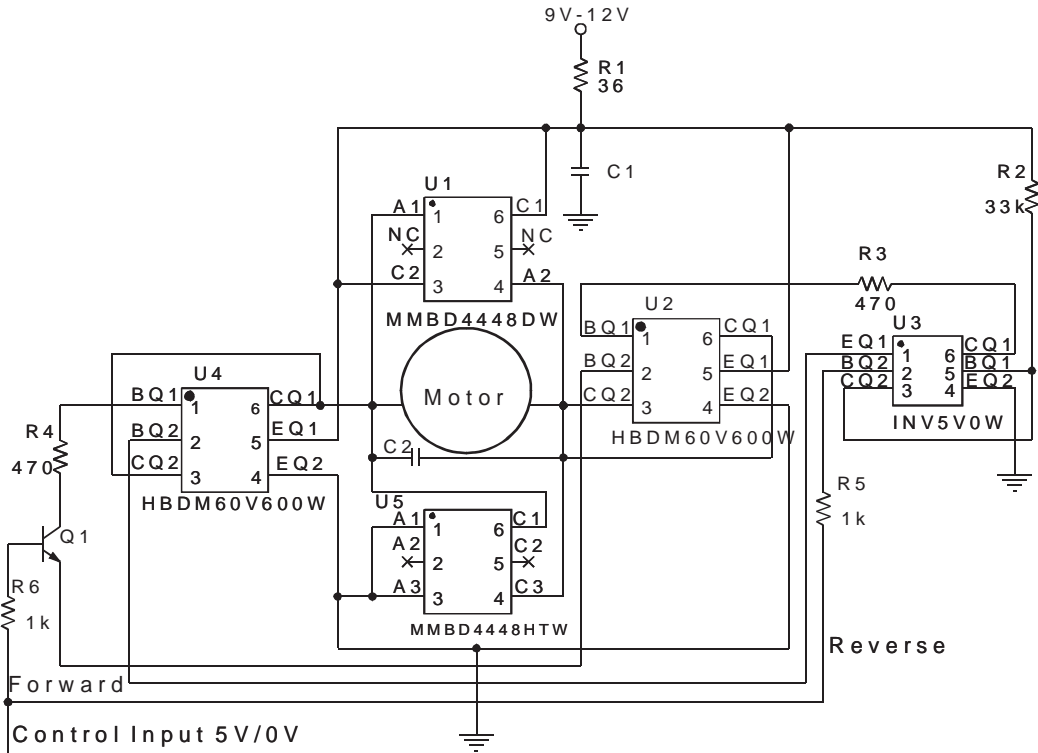 9V-12V
R1
36
C1
R2
33k
U1
A1 1 6 C1
NC 2 5 NC
C2 3 4 A2
MMBD4448DW
R3
470
U2
BQ1 1 6 CQ1
BQ2 2 5 EQ1
CQ2 3 4 EQ2
HBDM60V600W
U3
EQ1 1 6 CQ1
BQ2 2 5 BQ1
CQ2 3 4 EQ2
INV5V0W
Motor
C2
U4
BQ1 1 6 CQ1
BQ2 2 5 EQ1
CQ2 3 4 EQ2
HBDM60V600W
R4
470
Q1
R6
1k
U5
A1 1 6 C1
A2 2 5 C2
A3 3 4 C3
MMBD4448HTW
R5
1k
Reverse
Forward
Control Input 5V/0V